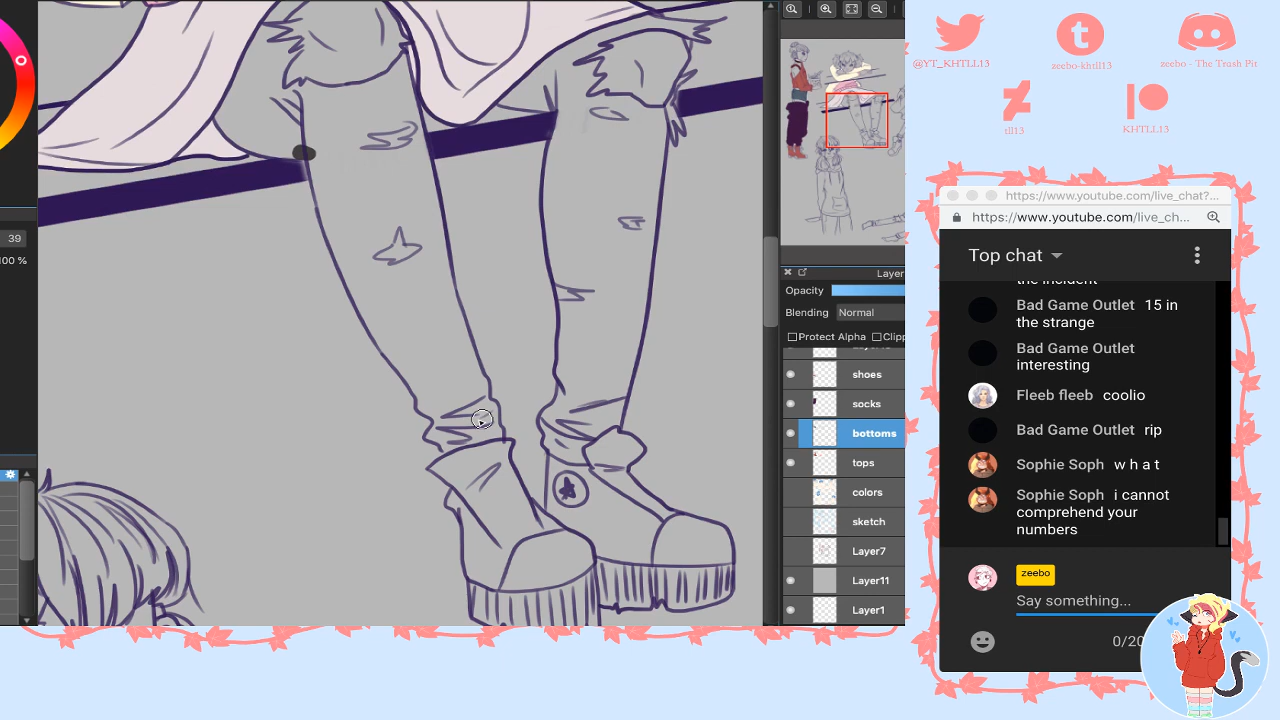 39
00 %
Layer
Opacity
Blending
Normal
Protect Alpha
Clipp
shoes
socks
bottoms
tops
colors
sketch
Layer7
Layer11
Layer1
@YT_KHTLL13
zeebo-khtll13
zeebo - The Trash Pit
tll13
KHTLL13
https://www.youtube.com/live_chat?...
https://www.youtube.com/live_ch...
Top chat
the incident
Bad Game Outlet 15 in
the strange
Bad Game Outlet
interesting
Fleeb fleeb coolio
Bad Game Outlet rip
Sophie Soph w h a t
Sophie Soph i cannot
comprehend your
numbers
zeebo
Say something...
0/20